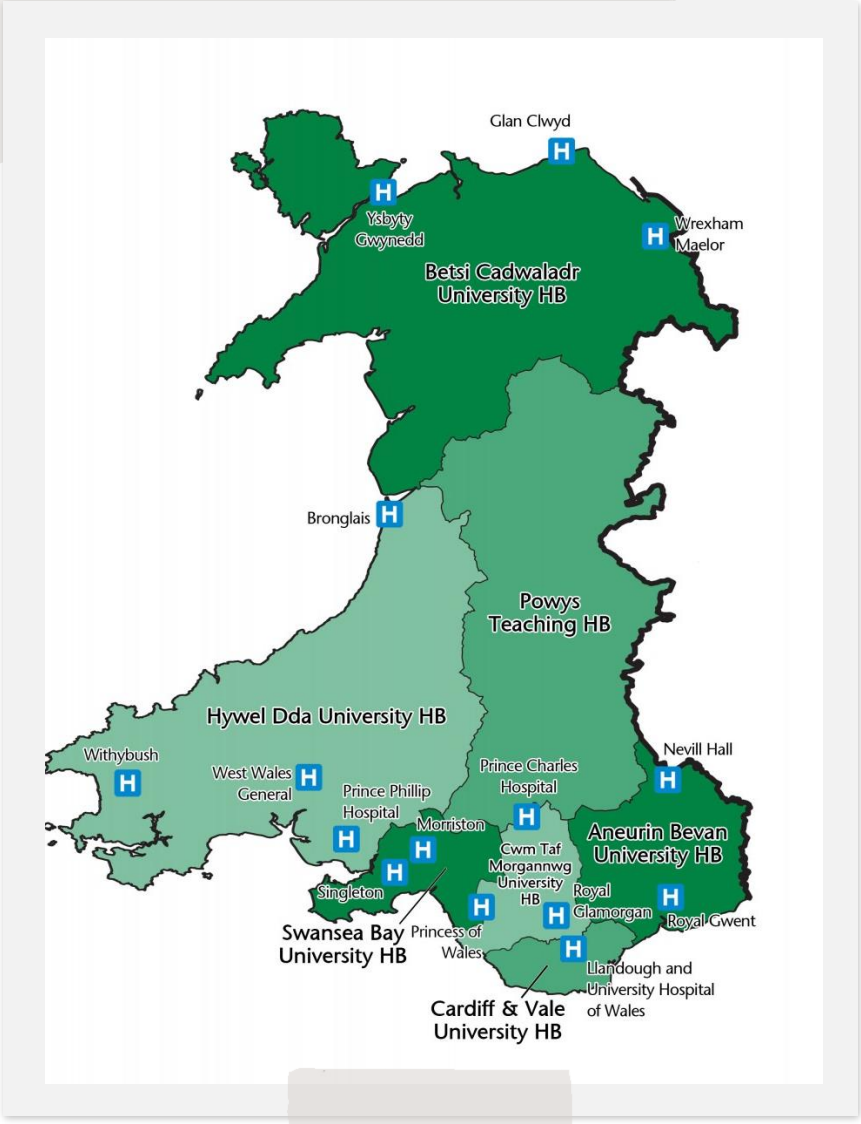 Glan Clwyd
H
H
Ysbyty
Gwynedd
H
Wrexham
Maelor
Betsi Cadwaladr
University HB
Bronglais
H
Powys
Teaching HB
Hywel Dda University HB
Withybush
H
West Wales
General
H
Prince Phillip
Hospital
H
Prince Charles
Hospital
H
Nevill Hall
H
Morriston
H
H
Singleton
Aneurin Bevan
University HB
Cwm Taf
Morgannwg
University
HB
Royal
Glamorgan
H
H
Royal Gwent
H
Princess of
Wales
Swansea Bay
University HB
H
Llandough and
University Hospital
of Wales
Cardiff & Vale
University HB